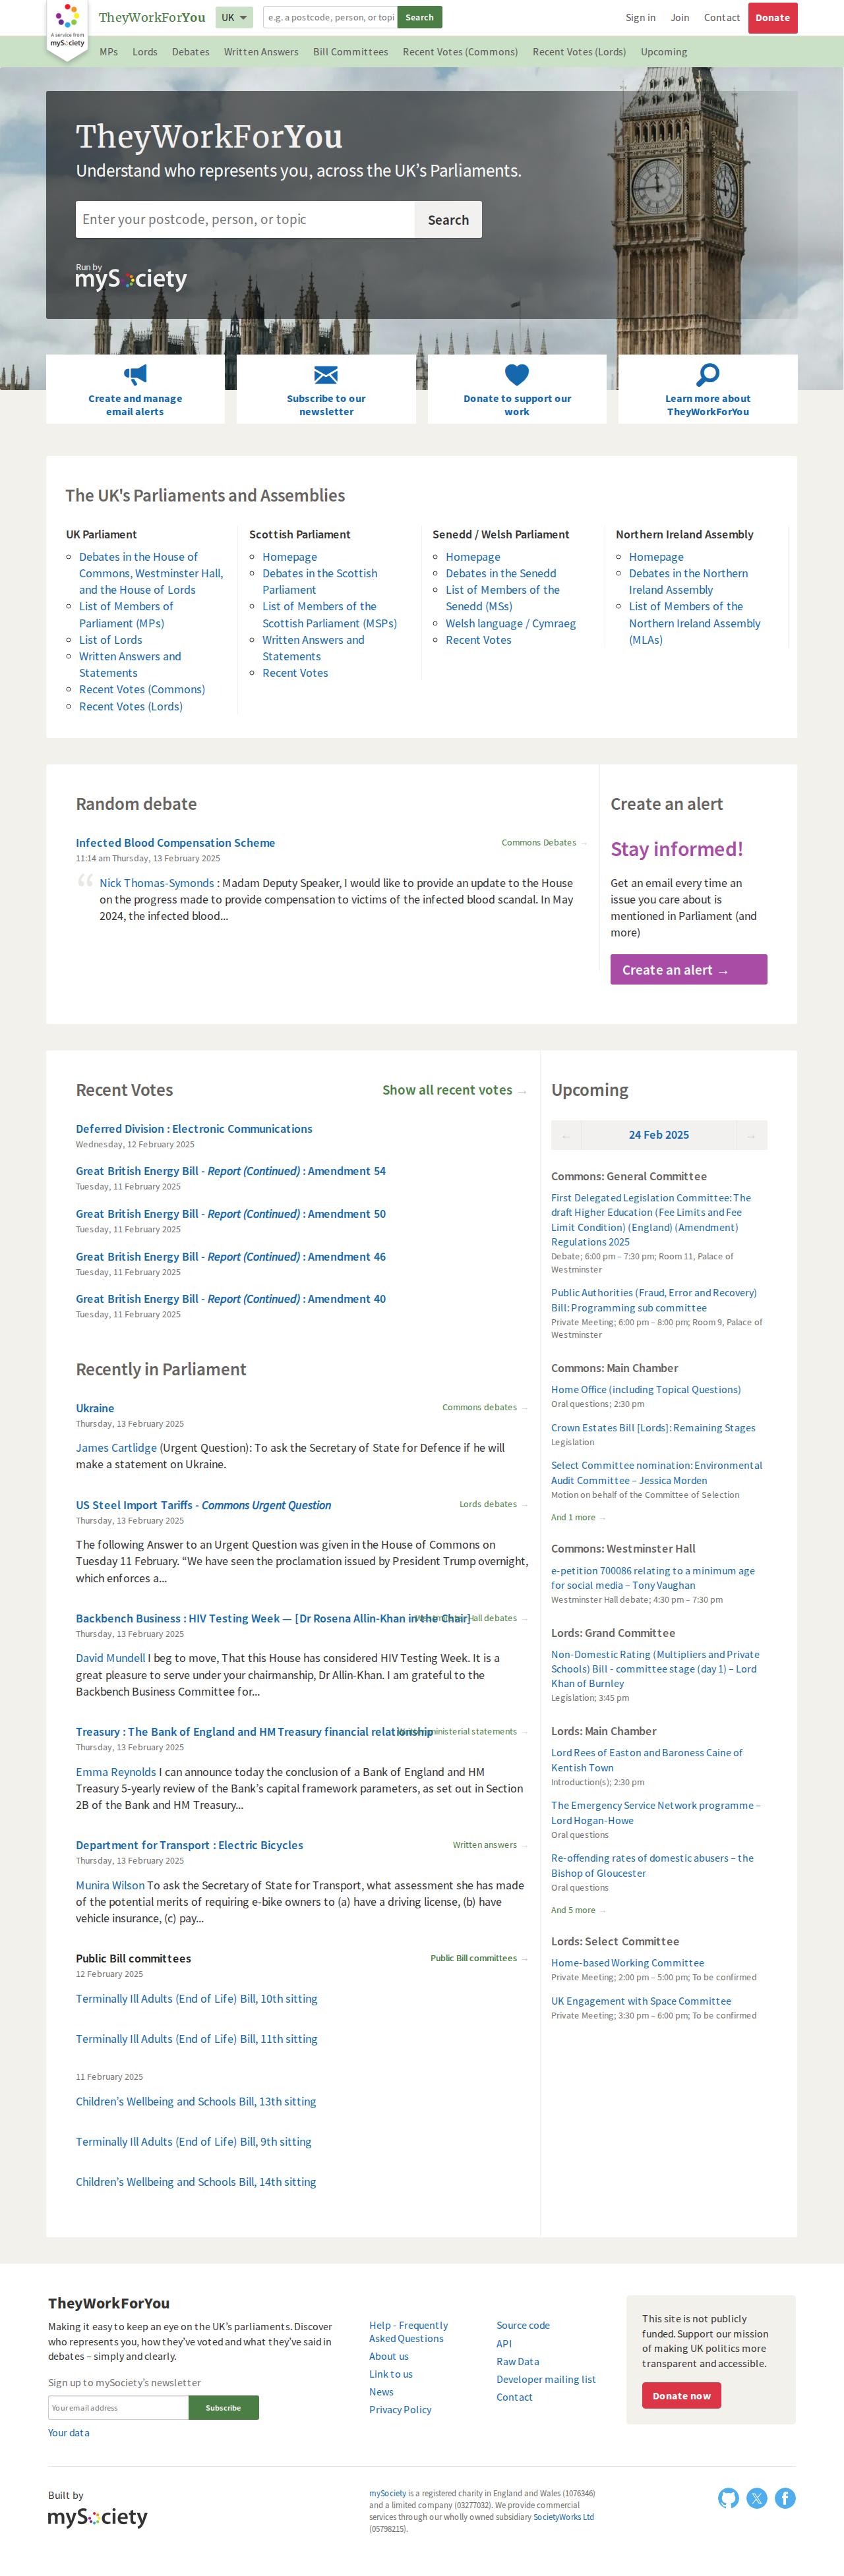 A service from
mySociety
TheyWorkForYou
UK
e.g. a postcode, person, or topi
Search
Sign in
Join
Contact
Donate
MPs
Lords
Debates
Written Answers
Bill Committees
Recent Votes (Commons)
Recent Votes (Lords)
Upcoming
TheyWorkForYou
Understand who represents you, across the UK’s Parliaments.
Enter your postcode, person, or topic
Search
Run by
mySociety
Create and manage
email alerts
Subscribe to our
newsletter
Donate to support our
work
Learn more about
TheyWorkForYou
The UK's Parliaments and Assemblies
UK Parliament
Debates in the House of
Commons, Westminster Hall,
and the House of Lords
List of Members of
Parliament (MPs)
List of Lords
Written Answers and
Statements
Recent Votes (Commons)
Recent Votes (Lords)
Scottish Parliament
Homepage
Debates in the Scottish
Parliament
List of Members of the
Scottish Parliament (MSPs)
Written Answers and
Statements
Recent Votes
Senedd / Welsh Parliament
Homepage
Debates in the Senedd
List of Members of the
Senedd (MSs)
Welsh language / Cymraeg
Recent Votes
Northern Ireland Assembly
Homepage
Debates in the Northern
Ireland Assembly
List of Members of the
Northern Ireland Assembly
(MLAs)
Random debate
Infected Blood Compensation Scheme
Commons Debates →
11:14 am Thursday, 13 February 2025
“ Nick Thomas-Symonds : Madam Deputy Speaker, I would like to provide an update to the House
on the progress made to provide compensation to victims of the infected blood scandal. In May
2024, the infected blood...
Create an alert
Stay informed!
Get an email every time an
issue you care about is
mentioned in Parliament (and
more)
Create an alert →
Recent Votes
Show all recent votes →
Deferred Division : Electronic Communications
Wednesday, 12 February 2025
Great British Energy Bill - Report (Continued) : Amendment 54
Tuesday, 11 February 2025
Great British Energy Bill - Report (Continued) : Amendment 50
Tuesday, 11 February 2025
Great British Energy Bill - Report (Continued) : Amendment 46
Tuesday, 11 February 2025
Great British Energy Bill - Report (Continued) : Amendment 40
Tuesday, 11 February 2025
Recently in Parliament
Ukraine
Commons debates →
Thursday, 13 February 2025
James Cartlidge (Urgent Question): To ask the Secretary of State for Defence if he will
make a statement on Ukraine.
US Steel Import Tariffs - Commons Urgent Question
Lords debates →
Thursday, 13 February 2025
The following Answer to an Urgent Question was given in the House of Commons on
Tuesday 11 February. “We have seen the proclamation issued by President Trump overnight,
which enforces a...
Backbench Business : HIV Testing Week — [Dr Rosena Allin-Khan in the Chair]
Westminster Hall debates →
Thursday, 13 February 2025
David Mundell I beg to move, That this House has considered HIV Testing Week. It is a
great pleasure to serve under your chairmanship, Dr Allin-Khan. I am grateful to the
Backbench Business Committee for...
Treasury : The Bank of England and HM Treasury financial relationship
Written ministerial statements →
Thursday, 13 February 2025
Emma Reynolds I can announce today the conclusion of a Bank of England and HM
Treasury 5-yearly review of the Bank’s capital framework parameters, as set out in Section
2B of the Bank and HM Treasury...
Department for Transport : Electric Bicycles
Written answers →
Thursday, 13 February 2025
Munira Wilson To ask the Secretary of State for Transport, what assessment she has made
of the potential merits of requiring e-bike owners to (a) have a driving license, (b) have
vehicle insurance, (c) pay...
Public Bill committees
Public Bill committees →
12 February 2025
Terminally Ill Adults (End of Life) Bill, 10th sitting
Terminally Ill Adults (End of Life) Bill, 11th sitting
11 February 2025
Children’s Wellbeing and Schools Bill, 13th sitting
Terminally Ill Adults (End of Life) Bill, 9th sitting
Children’s Wellbeing and Schools Bill, 14th sitting
Upcoming
← 24 Feb 2025 →
Commons: General Committee
First Delegated Legislation Committee: The
draft Higher Education (Fee Limits and Fee
Limit Condition) (England) (Amendment)
Regulations 2025
Debate; 6:00 pm – 7:30 pm; Room 11, Palace of
Westminster
Public Authorities (Fraud, Error and Recovery)
Bill: Programming sub committee
Private Meeting; 6:00 pm – 8:00 pm; Room 9, Palace of
Westminster
Commons: Main Chamber
Home Office (including Topical Questions)
Oral questions; 2:30 pm
Crown Estates Bill [Lords]: Remaining Stages
Legislation
Select Committee nomination: Environmental
Audit Committee – Jessica Morden
Motion on behalf of the Committee of Selection
And 1 more →
Commons: Westminster Hall
e-petition 700086 relating to a minimum age
for social media – Tony Vaughan
Westminster Hall debate; 4:30 pm – 7:30 pm
Lords: Grand Committee
Non-Domestic Rating (Multipliers and Private
Schools) Bill - committee stage (day 1) – Lord
Khan of Burnley
Legislation; 3:45 pm
Lords: Main Chamber
Lord Rees of Easton and Baroness Caine of
Kentish Town
Introduction(s); 2:30 pm
The Emergency Service Network programme –
Lord Hogan-Howe
Oral questions
Re-offending rates of domestic abusers – the
Bishop of Gloucester
Oral questions
And 5 more →
Lords: Select Committee
Home-based Working Committee
Private Meeting; 2:00 pm – 5:00 pm; To be confirmed
UK Engagement with Space Committee
Private Meeting; 3:30 pm – 6:00 pm; To be confirmed
TheyWorkForYou
Making it easy to keep an eye on the UK’s parliaments. Discover
who represents you, how they’ve voted and what they’ve said in
debates – simply and clearly.
Sign up to mySociety’s newsletter
Your email address
Subscribe
Your data
Help - Frequently
Asked Questions
About us
Link to us
News
Privacy Policy
Source code
API
Raw Data
Developer mailing list
Contact
This site is not publicly
funded. Support our mission
of making UK politics more
transparent and accessible.
Donate now
Built by
mySociety
mySociety is a registered charity in England and Wales (1076346)
and a limited company (03277032). We provide commercial
services through our wholly owned subsidiary SocietyWorks Ltd
(05798215).